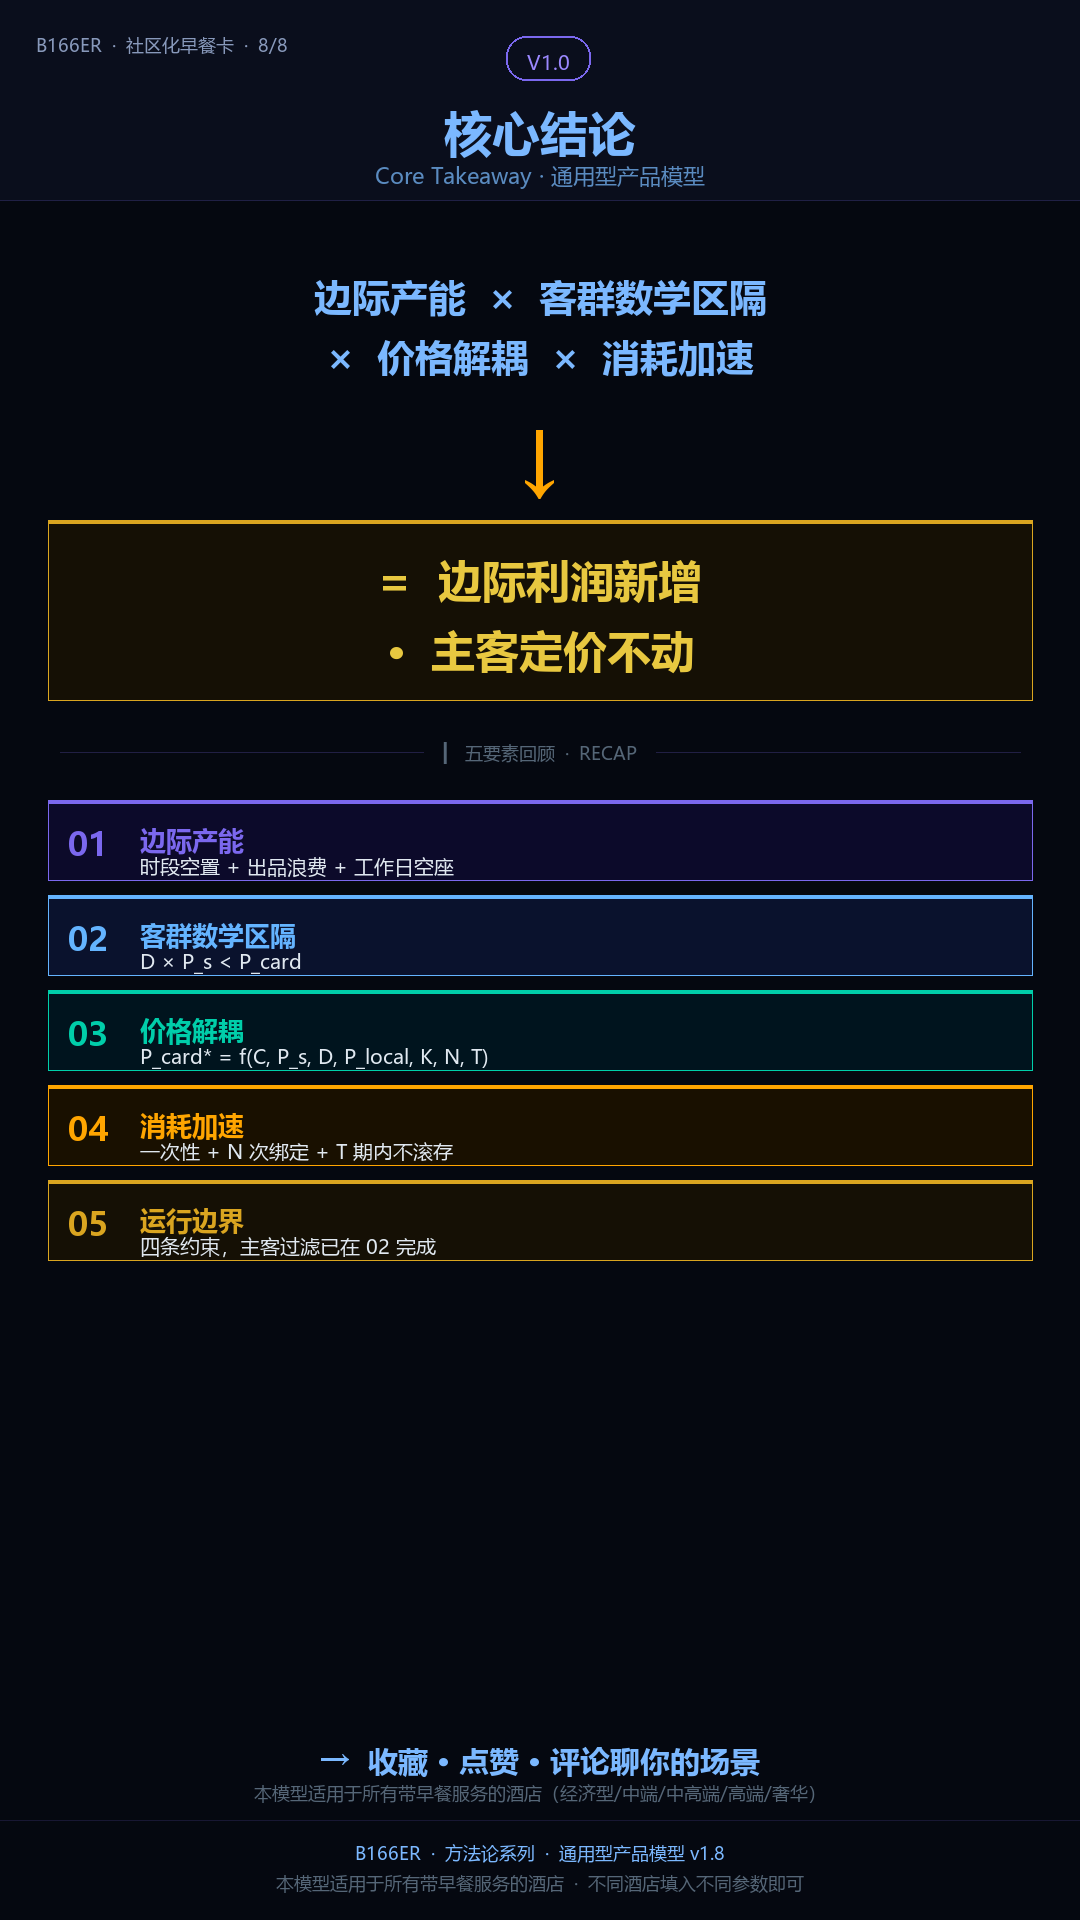 B166ER · 社区化早餐卡 · 8/8
V1.0
核心结论
Core Takeaway · 通用型产品模型
边际产能 × 客群数学区隔
× 价格解耦 × 消耗加速
↓
= 边际利润新增
• 主客定价不动
┃ 五要素回顾 · RECAP
01 边际产能
时段空置 + 出品浪费 + 工作日空座
02 客群数学区隔
D × P_s < P_card
03 价格解耦
P_card* = f(C, P_s, D, P_local, K, N, T)
04 消耗加速
一次性 + N 次绑定 + T 期内不滚存
05 运行边界
四条约束，主客过滤已在 02 完成
→ 收藏 • 点赞 • 评论聊你的场景
本模型适用于所有带早餐服务的酒店（经济型/中端/中高端/高端/奢华）
B166ER · 方法论系列 · 通用型产品模型 v1.8
本模型适用于所有带早餐服务的酒店 · 不同酒店填入不同参数即可